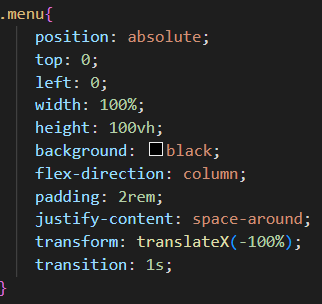 .menu{
position: absolute;
top: 0;
left: 0;
width: 100%;
height: 100vh;
background: black;
flex-direction: column;
padding: 2rem;
justify-content: space-around;
transform: translateX(-100%);
transition: 1s;
}